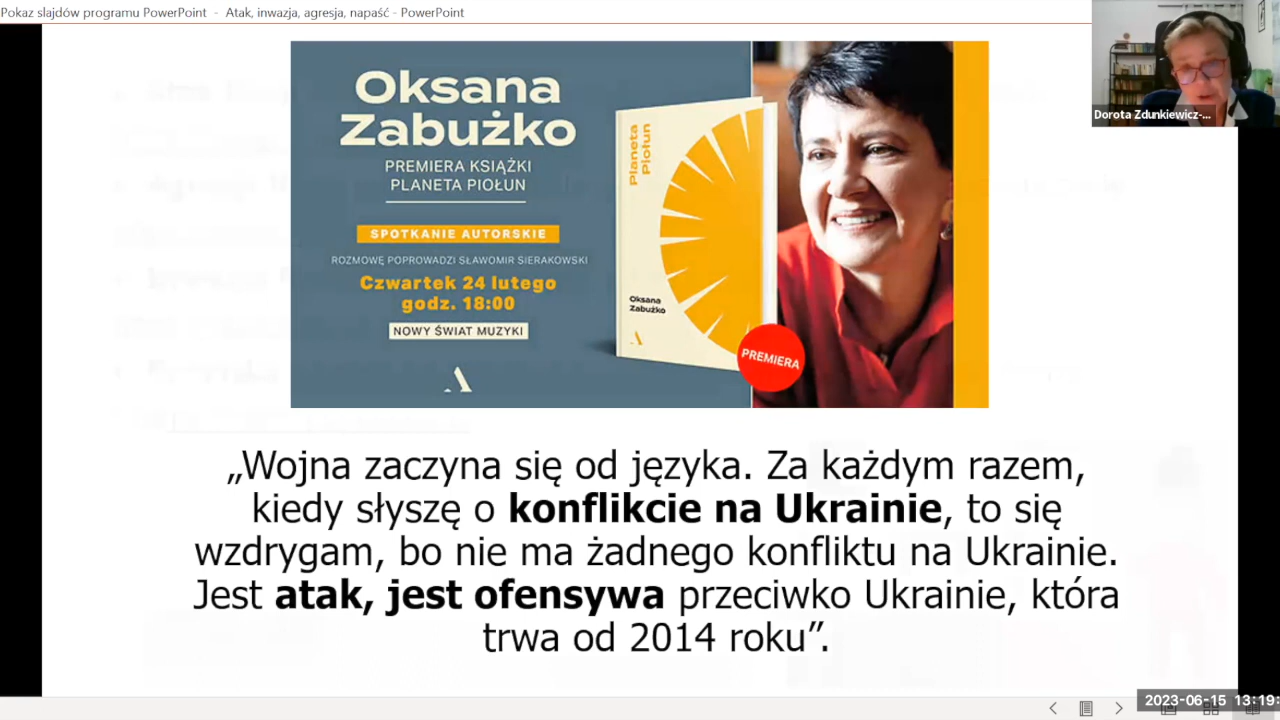 Pokaz slajdów programu PowerPoint - Atak, inwazja, agresja, napaść - PowerPoint
Oksana
Zabużko
PREMIERA KSIĄŻKI
PLANETA PIOŁUN
SPOTKANIE AUTORSKIE
ROZMOWĘ POPROWADZI SŁAWOMIR SIERAKOWSKI
Czwartek 24 lutego
godz. 18:00
NOWY ŚWIAT MUZYKI
Planeta
Piołun
Oksana
Zabużko
PREMIERA
Dorota Zdunkiewicz-...
„Wojna zaczyna się od języka. Za każdym razem,
kiedy słyszę o konflikcie na Ukrainie, to się
wzdrygam, bo nie ma żadnego konfliktu na Ukrainie.
Jest atak, jest ofensywa przeciwko Ukrainie, która
trwa od 2014 roku”.
2023-06-15 13:19: